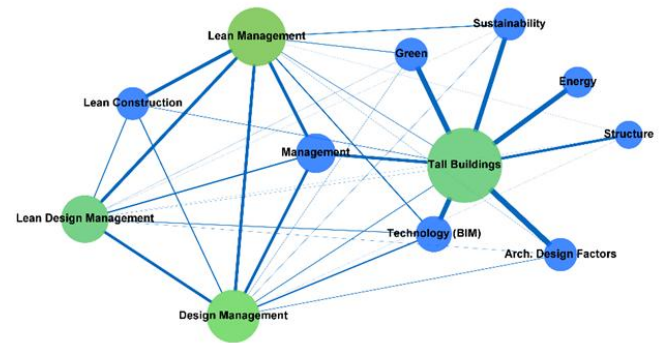 Sustainability
Lean Management
Green
Energy
Lean Construction
Structure
Management
Tall Buildings
Lean Design Management
Technology (BIM)
Arch. Design Factors
Design Management